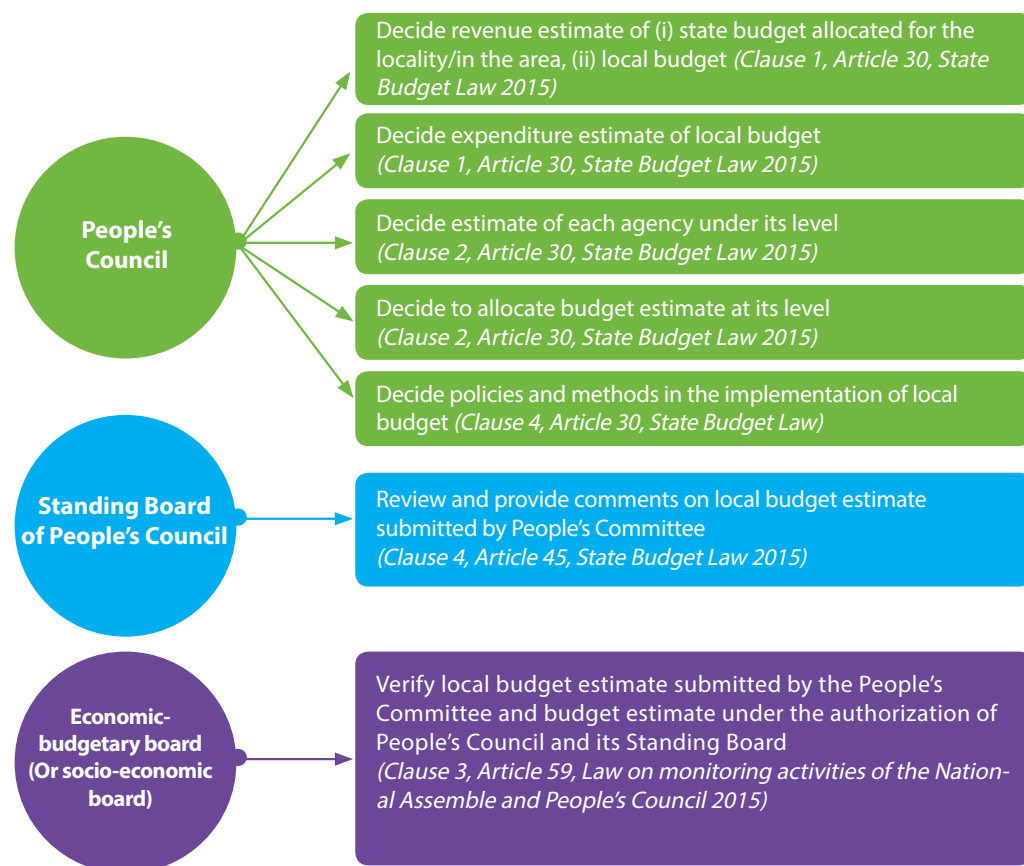 People’s
Council
Decide revenue estimate of (i) state budget allocated for the
locality/in the area, (ii) local budget (Clause 1, Article 30, State
Budget Law 2015)
Decide expenditure estimate of local budget
(Clause 1, Article 30, State Budget Law 2015)
Decide estimate of each agency under its level
(Clause 2, Article 30, State Budget Law 2015)
Decide to allocate budget estimate at its level
(Clause 2, Article 30, State Budget Law 2015)
Decide policies and methods in the implementation of local
budget (Clause 4, Article 30, State Budget Law)
Standing Board
of People’s Council
Review and provide comments on local budget estimate
submitted by People’s Committee
(Clause 4, Article 45, State Budget Law 2015)
Economic-
budgetary board
(Or socio-economic
board)
Verify local budget estimate submitted by the People’s
Committee and budget estimate under the authorization of
People’s Council and its Standing Board
(Clause 3, Article 59, Law on monitoring activities of the Nation-
al Assemble and People’s Council 2015)